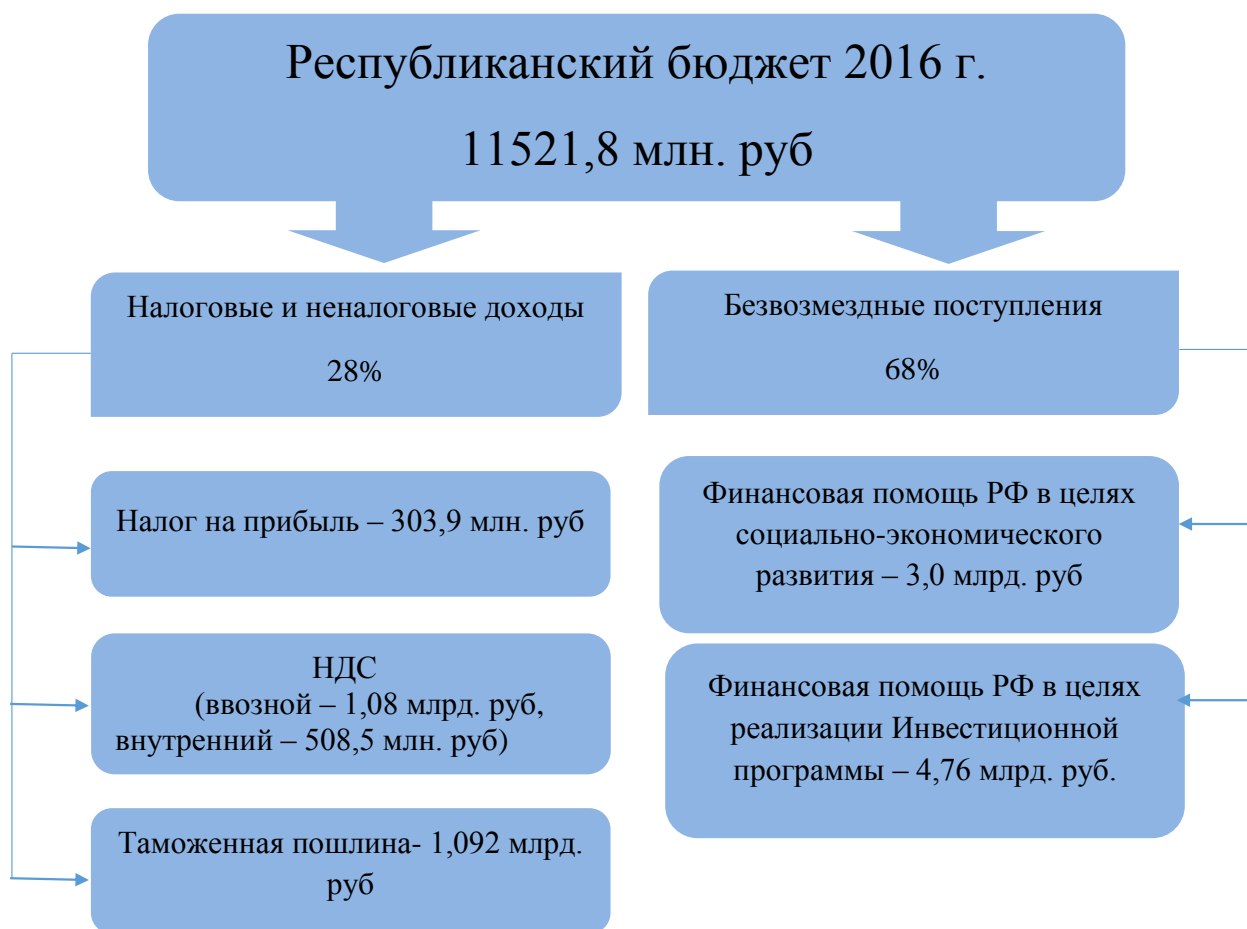 Республиканский бюджет 2016 г.
11521,8 млн. руб
Налоговые и неналоговые доходы
28%
Безвозмездные поступления
68%
Налог на прибыль – 303,9 млн. руб
НДС
(ввозной – 1,08 млрд. руб,
внутренний – 508,5 млн. руб)
Таможенная пошлина- 1,092 млрд.
руб
Финансовая помощь РФ в целях
социально-экономического
развития – 3,0 млрд. руб
Финансовая помощь РФ в целях
реализации Инвестиционной
программы – 4,76 млрд. руб.